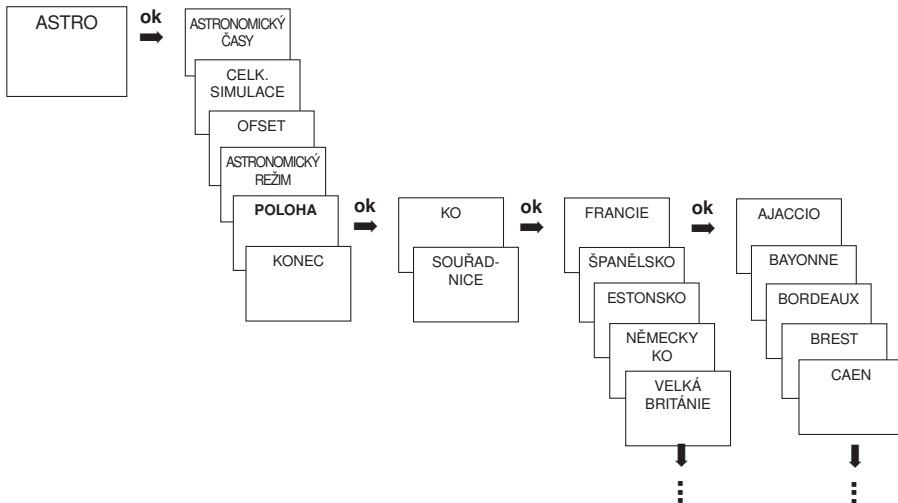 ASTRO
ok
ASTRONOMICKÝ
ČASY
CELK.
SIMULACE
OFSET
ASTRONOMICKÝ
REŽIM
POLOHA
KONEC
ok
KO
SOUŘAD-
NICE
ok
FRANCIE
ŠPANĚLSKO
ESTONSKO
NĚMECKY
KO
VELKÁ
BRITÁNIE
ok
AJACCIO
BAYONNE
BORDEAUX
BREST
CAEN